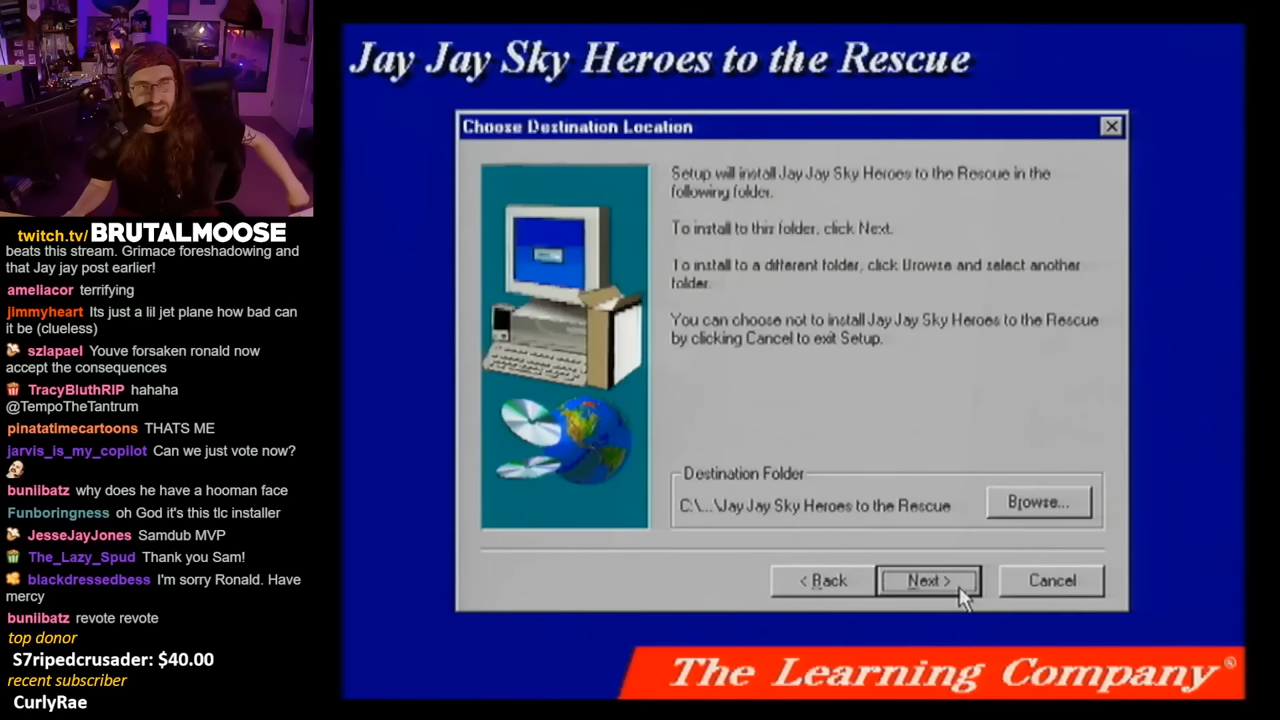 twitch.tv/BRUTALMOOSE
beats this stream. Grimace foreshadowing and
that Jay jay post earlier!
ameliacor terrifying
jimmyheart Its just a lil jet plane how bad can
it be (clueless)
szlapael Youve forsaken ronald now
accept the consequences
TracyBluthRIP hahaha
@TempoTheTantrum
pinatatimecartoons THATS ME
jarvis_is_my_copilot Can we just vote now?
buniibatz why does he have a hooman face
Funboringness oh God it's this tlc installer
JesseJayJones Samdub MVP
The_Lazy_Spud Thank you Sam!
blackdressedbess I'm sorry Ronald. Have
mercy
buniibatz revote revote
top donor
S7ripedcrusader: $40.00
recent subscriber
CurlyRae
Jay Jay Sky Heroes to the Rescue
Choose Destination Location
Setup will install Jay Jay Sky Heroes to the Rescue in the
following folder.
To install to this folder, click Next.
To install to a different folder, click Browse and select another
folder.
You can choose not to install Jay Jay Sky Heroes to the Rescue
by clicking Cancel to exit Setup.
Destination Folder
C:\...\Jay Jay Sky Heroes to the Rescue
Browse...
< Back
Next >
Cancel
The Learning Company®